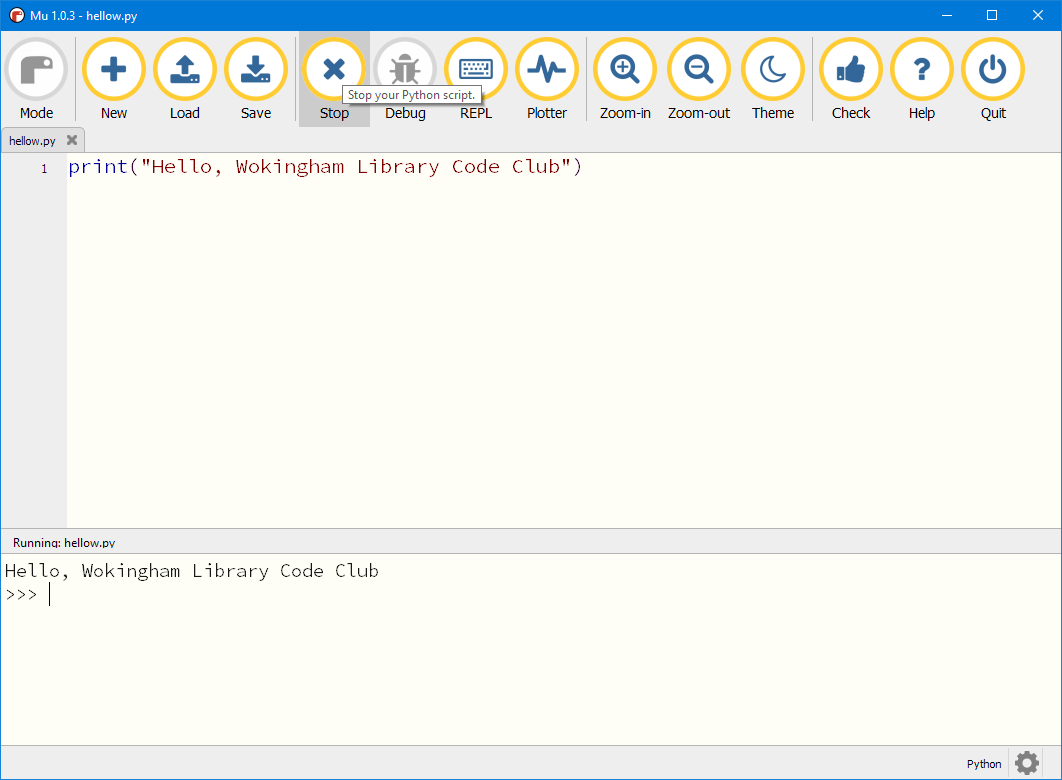 Mu 1.0.3 - hellow.py
Mode New Load Save Stop Debug REPL Plotter Zoom-in Zoom-out Theme Check Help Quit
Stop your Python script.
hellow.py
1 print("Hello, Wokingham Library Code Club")
Running: hellow.py
Hello, Wokingham Library Code Club
>>>
Python